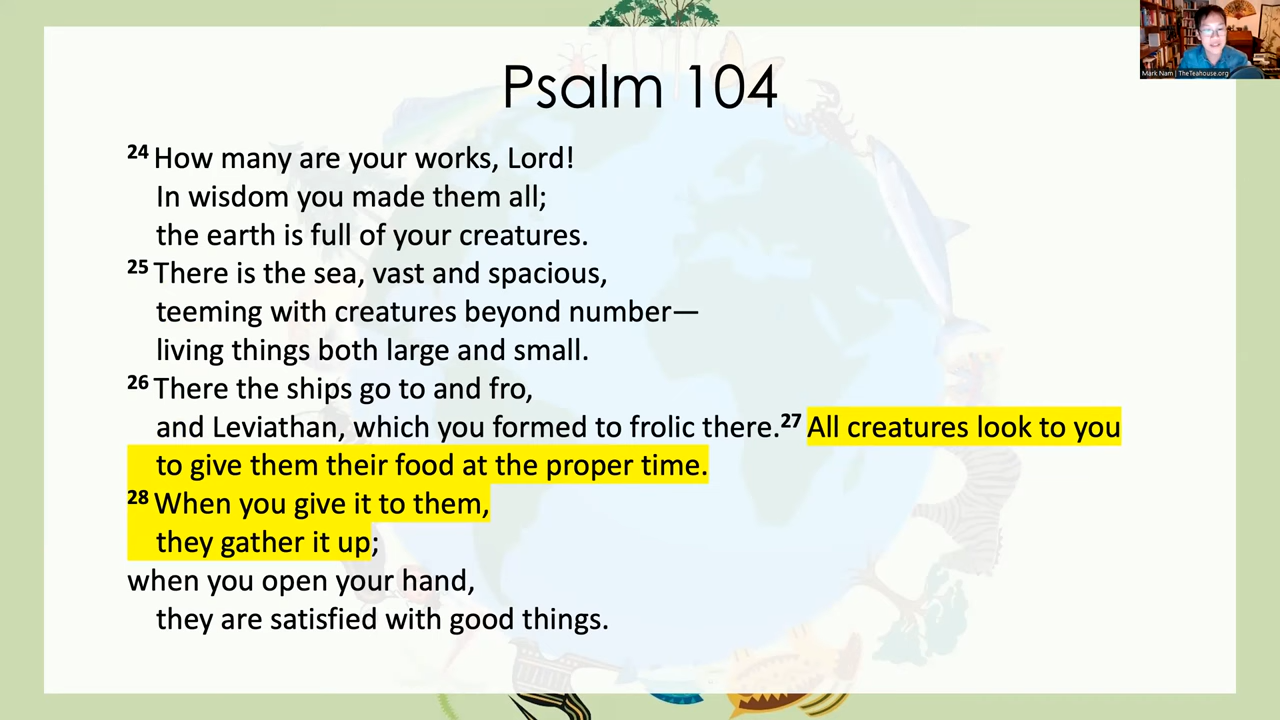 Psalm 104
24 How many are your works, Lord!
In wisdom you made them all;
the earth is full of your creatures.
25 There is the sea, vast and spacious,
teeming with creatures beyond number—
living things both large and small.
26 There the ships go to and fro,
and Leviathan, which you formed to frolic there.27 All creatures look to you
to give them their food at the proper time.
28 When you give it to them,
they gather it up;
when you open your hand,
they are satisfied with good things.
Mark Nam | TheTeahouse.org